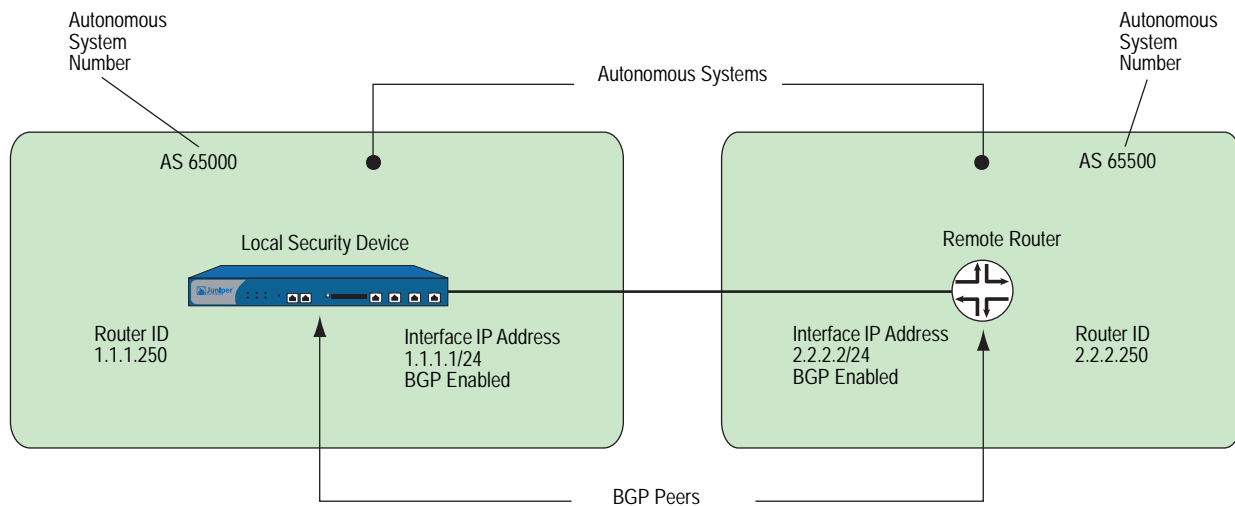 Autonomous
System
Number
Autonomous
System
Number
Autonomous Systems
AS 65000
AS 65500
Local Security Device
Remote Router
Juniper
Router ID
1.1.1.250
Interface IP Address
1.1.1.1/24
BGP Enabled
Interface IP Address
2.2.2.2/24
BGP Enabled
Router ID
2.2.2.250
BGP Peers